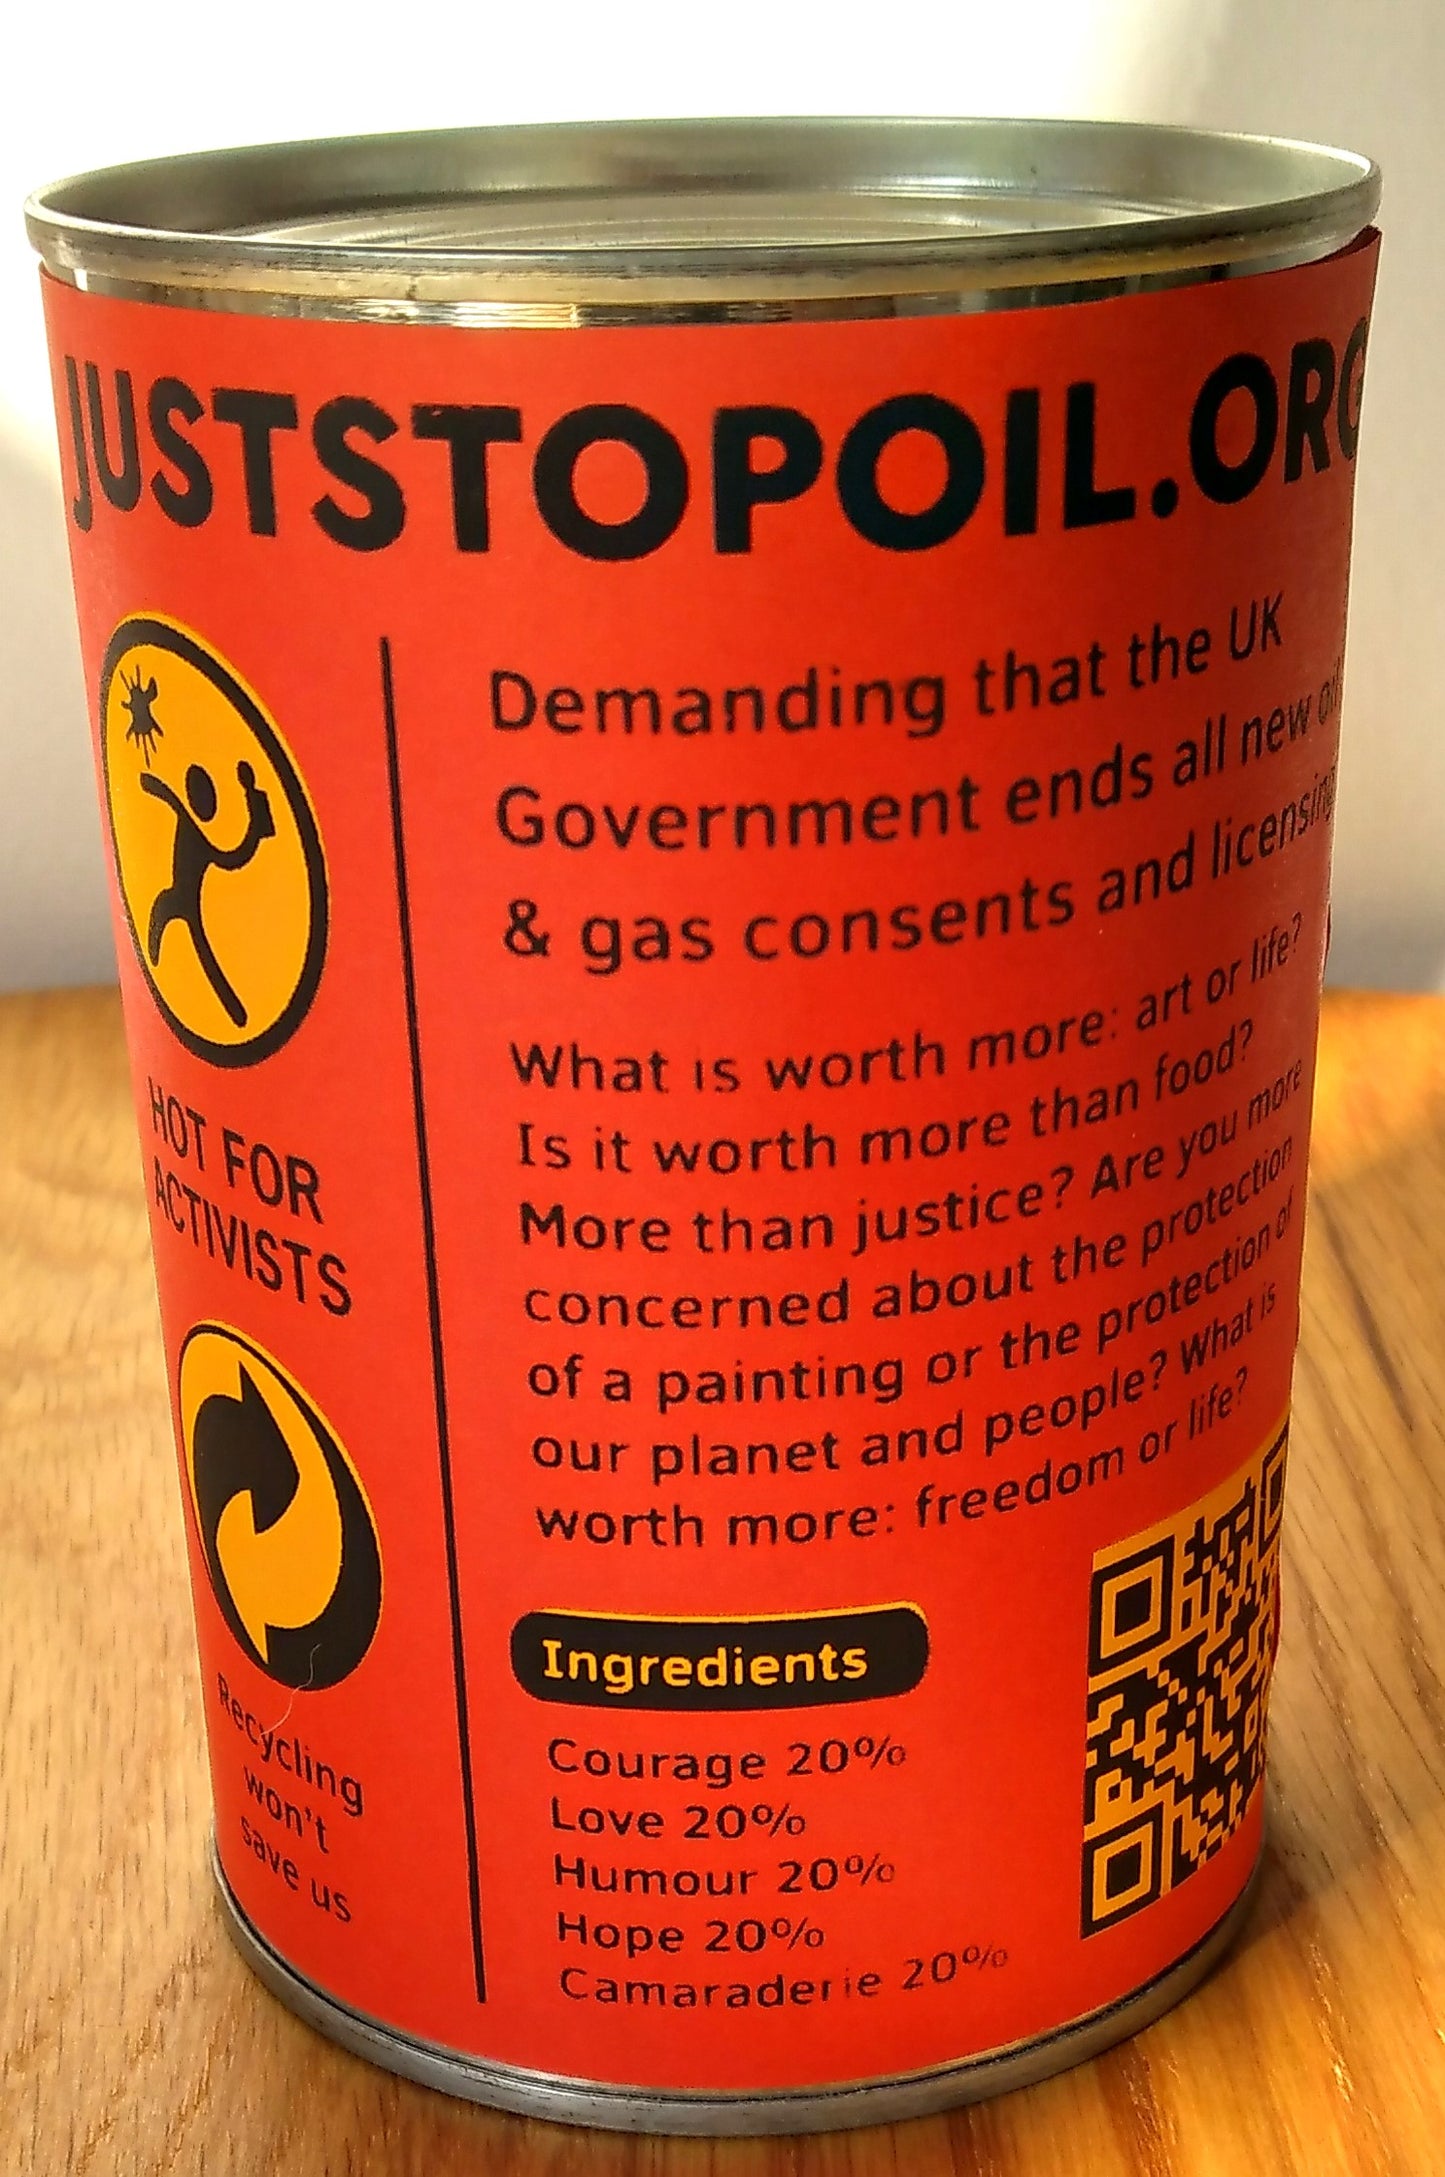 JUSTSTOPOIL.ORG
HOT FOR
ACTIVISTS
Recycling
won't
save us
Demanding that the UK
Government ends all new oil
& gas consents and licensing
What is worth more: art or life?
Is it worth more than food?
More than justice? Are you more
concerned about the protection
of a painting or the protection of
our planet and people? What is
worth more: freedom or life?
Ingredients
Courage 20%
Love 20%
Humour 20%
Hope 20%
Camaraderie 20%